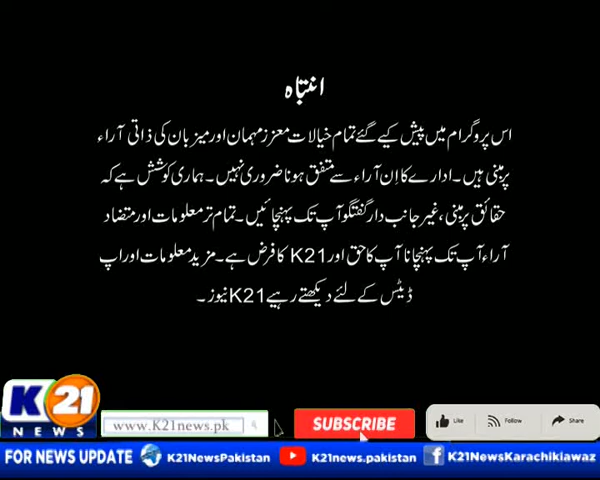 انتباہ
اس پروگرام میں پیش کیے گئے تمام خیالات معزز مہمان اور میزبان کی ذاتی آراء
پر مبنی ہیں۔ ادارے کا اِن آراء سے متفق ہونا ضروری نہیں۔ ہماری کوشش ہے کہ
حقائق پر مبنی، غیر جانب دار گفتگو آپ تک پہنچائیں۔ تمام تر معلومات اور متضاد
آراء آپ تک پہنچانا آپ کا حق اور K21 کا فرض ہے۔ مزید معلومات اور اپ
ڈیٹس کے لئے دیکھتے رہیے K21 نیوز۔
K21
NEWS
www.k21news.pk
SUBSCRIBE
Like
Follow
Share
FOR NEWS UPDATE
K21NewsPakistan
K21news.pakistan
K21NewsKarachikiawaz